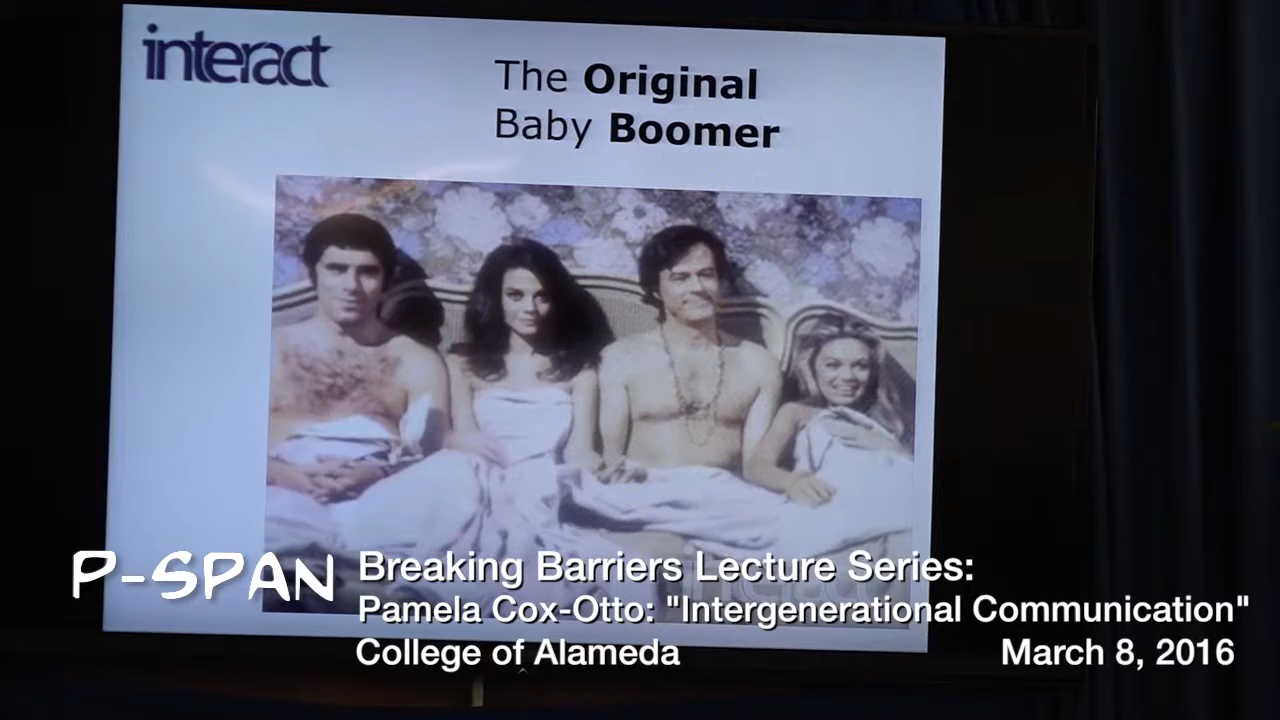 interact
The Original
Baby Boomer
P-SPAN
Breaking Barriers Lecture Series:
Pamela Cox-Otto: "Intergenerational Communication"
College of Alameda
March 8, 2016